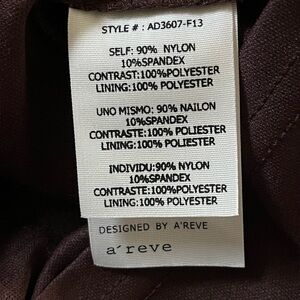 STYLE # : AD3607-F13
SELF: 90% NYLON
10%SPANDEX
CONTRAST:100%POLYESTER
LINING:100% POLYESTER
UNO MISMO: 90% NAILON
10%SPANDEX
CONTRASTE:100% POLIESTER
LINING:100% POLIESTER
INDIVIDU:90% NYLON
10%SPANDEX
CONTRASTE:100% POLYESTER
LINING:100% POLYESTER
DESIGNED BY A'REVE
a´reve